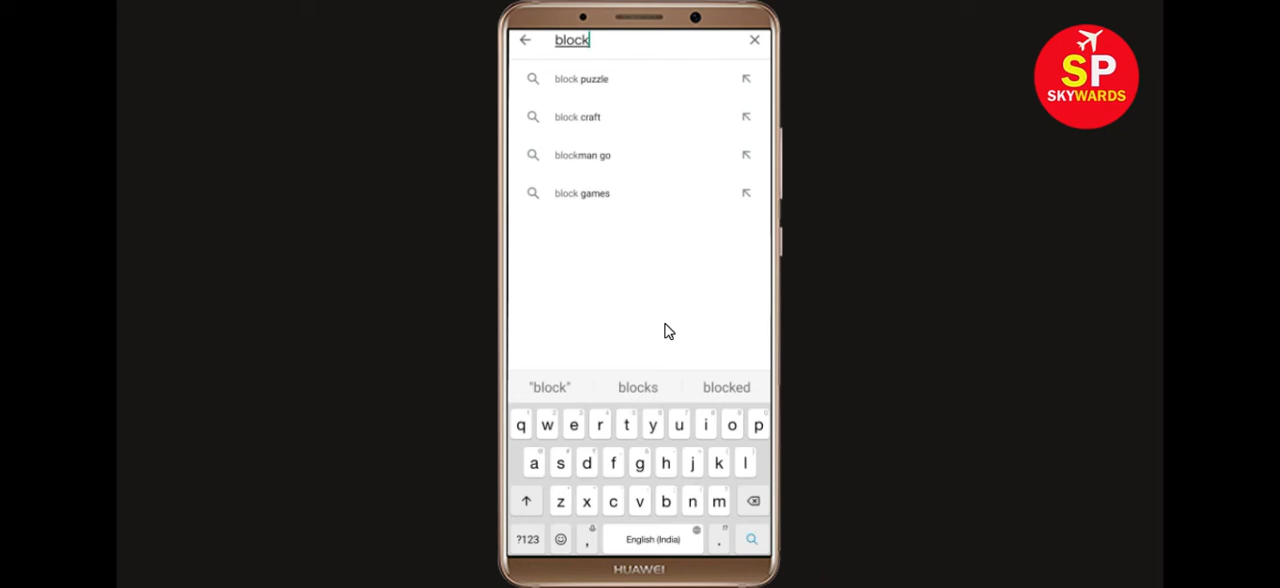 block
block puzzle
block craft
blockman go
block games
"block" blocks blocked
q w e r t y u i o p
a s d f g h j k l
z x c v b n m
?123 , English (India) .
HUAWEI
SP
SKYWARDS